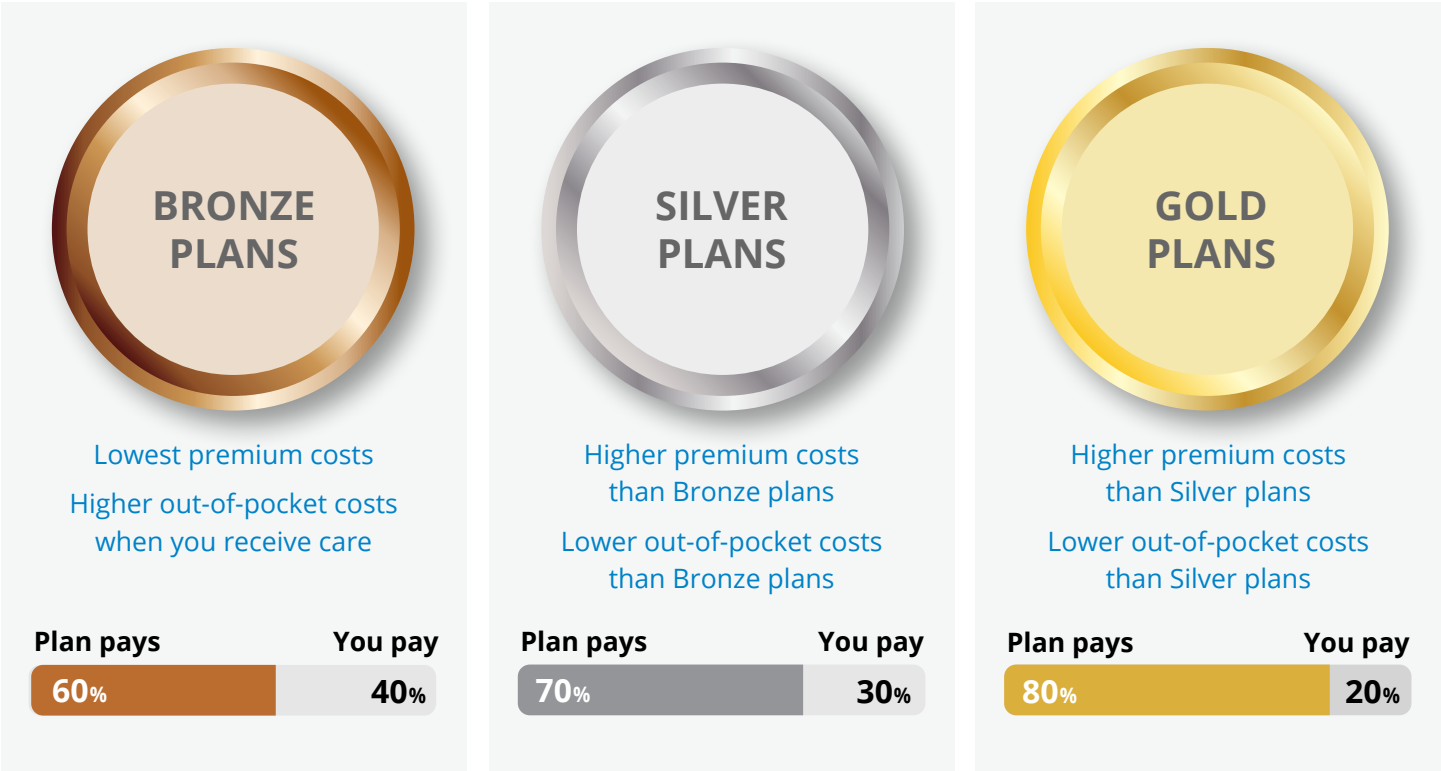 BRONZE
PLANS
Lowest premium costs
Higher out-of-pocket costs
when you receive care
Plan pays
You pay
60%
40%
SILVER
PLANS
Higher premium costs
than Bronze plans
Lower out-of-pocket costs
than Bronze plans
Plan pays
You pay
70%
30%
GOLD
PLANS
Higher premium costs
than Silver plans
Lower out-of-pocket costs
than Silver plans
Plan pays
You pay
80%
20%